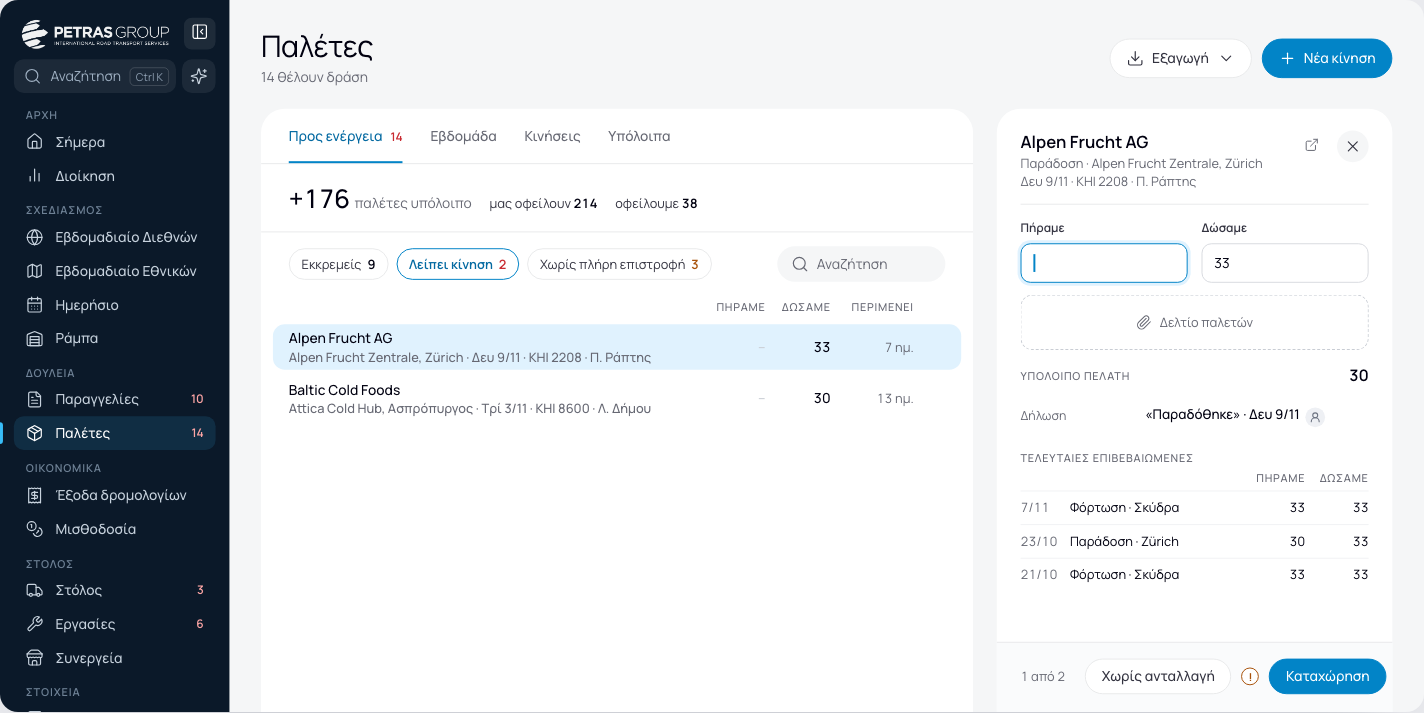 PETRAS GROUP
INTERNATIONAL ROAD TRANSPORT SERVICES
Αναζήτηση Ctrl K
ΑΡΧΗ
Σήμερα
Διοίκηση
ΣΧΕΔΙΑΣΜΟΣ
Εβδομαδιαίο Διεθνών
Εβδομαδιαίο Εθνικών
Ημερήσιο
Ράμπα
ΔΟΥΛΕΙΑ
Παραγγελίες 10
Παλέτες 14
ΟΙΚΟΝΟΜΙΚΑ
Έξοδα δρομολογίων
Μισθοδοσία
ΣΤΟΛΟΣ
Στόλος 3
Εργασίες 6
Συνεργεία
ΣΤΟΙΧΕΙΑ
Παλέτες
14 θέλουν δράση
Εξαγωγή
Νέα κίνηση
Προς ενέργεια 14 Εβδομάδα Κινήσεις Υπόλοιπα
+176 παλέτες υπόλοιπο μας οφείλουν 214 οφείλουμε 38
Εκκρεμείς 9 Λείπει κίνηση 2 Χωρίς πλήρη επιστροφή 3 Αναζήτηση
ΠΗΡΑΜΕ ΔΩΣΑΜΕ ΠΕΡΙΜΕΝΕΙ
Alpen Frucht AG
Alpen Frucht Zentrale, Zürich · Δευ 9/11 · ΚΗΙ 2208 · Π. Ράπτης – 33 7 ημ.
Baltic Cold Foods
Attica Cold Hub, Ασπρόπυργος · Τρί 3/11 · ΚΗΙ 8600 · Λ. Δήμου – 30 13 ημ.
Alpen Frucht AG
Παράδοση · Alpen Frucht Zentrale, Zürich
Δευ 9/11 · ΚΗΙ 2208 · Π. Ράπτης
Πήραμε Δώσαμε
33
Δελτίο παλετών
ΥΠΟΛΟΙΠΟ ΠΕΛΑΤΗ 30
Δήλωση «Παραδόθηκε» · Δευ 9/11
ΤΕΛΕΥΤΑΙΕΣ ΕΠΙΒΕΒΑΙΩΜΕΝΕΣ
ΠΗΡΑΜΕ ΔΩΣΑΜΕ
7/11 Φόρτωση · Σκύδρα 33 33
23/10 Παράδοση · Zürich 30 33
21/10 Φόρτωση · Σκύδρα 33 33
1 από 2 Χωρίς ανταλλαγή Καταχώρηση